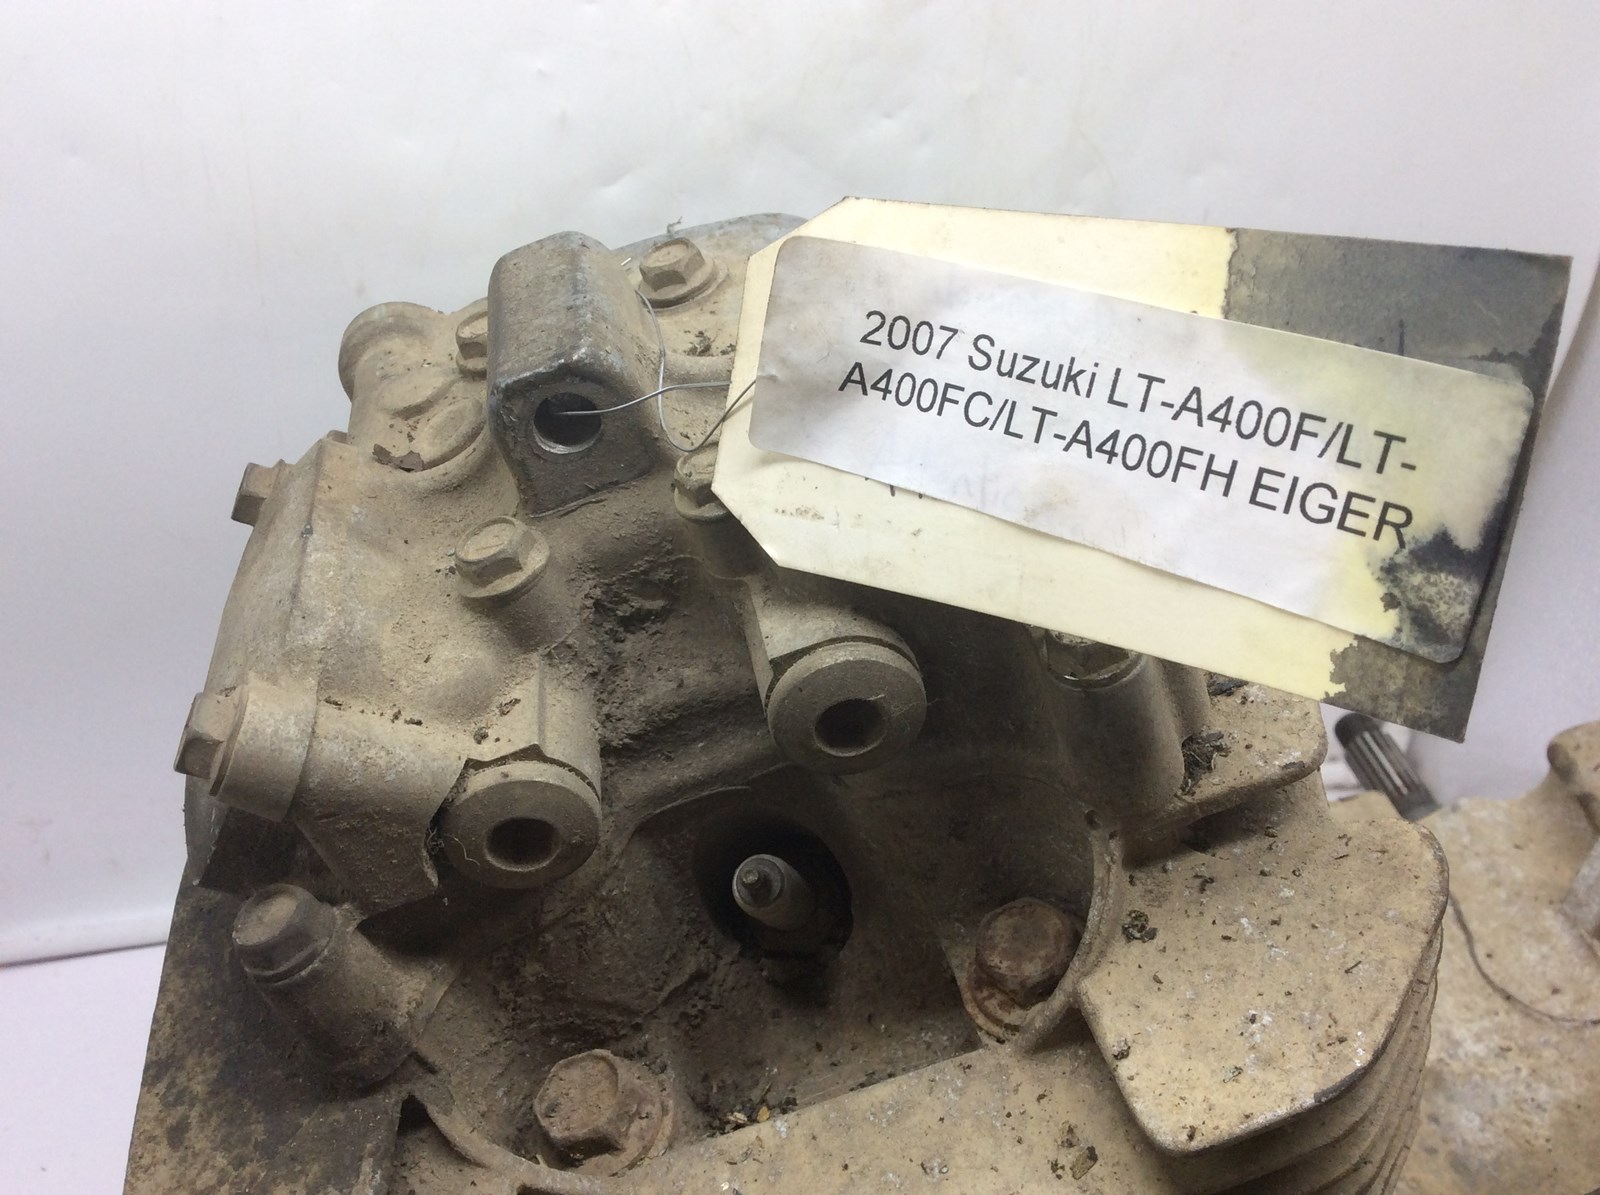 2007 Suzuki LT-A400F/LT-
A400FC/LT-A400FH EIGER